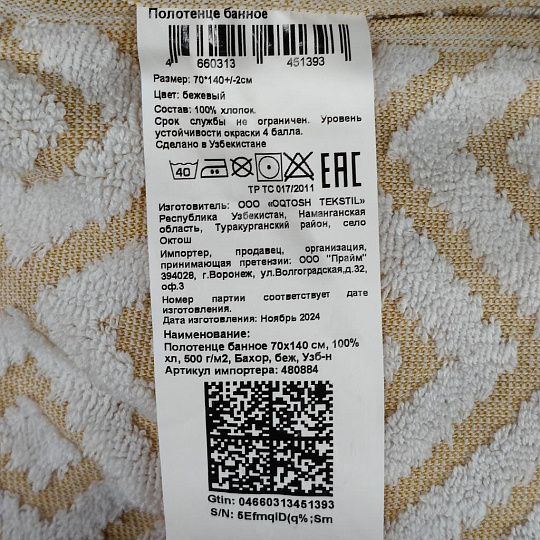 Полотенце банное
4 660313 451393
Размер: 70*140+/-2см
Цвет: бежевый
Состав: 100% хлопок.
Срок службы не ограничен. Уровень
устойчивости окраски 4 балла.
Сделано в Узбекистане
40
ТР ТС 017/2011
ЕАС
Изготовитель: ООО «OQTOSH TEKSTIL»
Республика Узбекистан, Наманганская
область, Туракурганский район, село
Октош
Импортер, продавец, организация,
принимающая претензии: ООО "Прайм"
394028, г.Воронеж, ул.Волгоградская,д.32,
оф.3
Номер партии соответствует дате
изготовления.
Дата изготовления: Ноябрь 2024
Наименование:
Полотенце банное 70х140 см, 100%
хл, 500 г/м2, Бахор, беж, Узб-н
Артикул импортера: 480884
Gtin: 04660313451393
S/N: 5EfmqID(q%;Sm